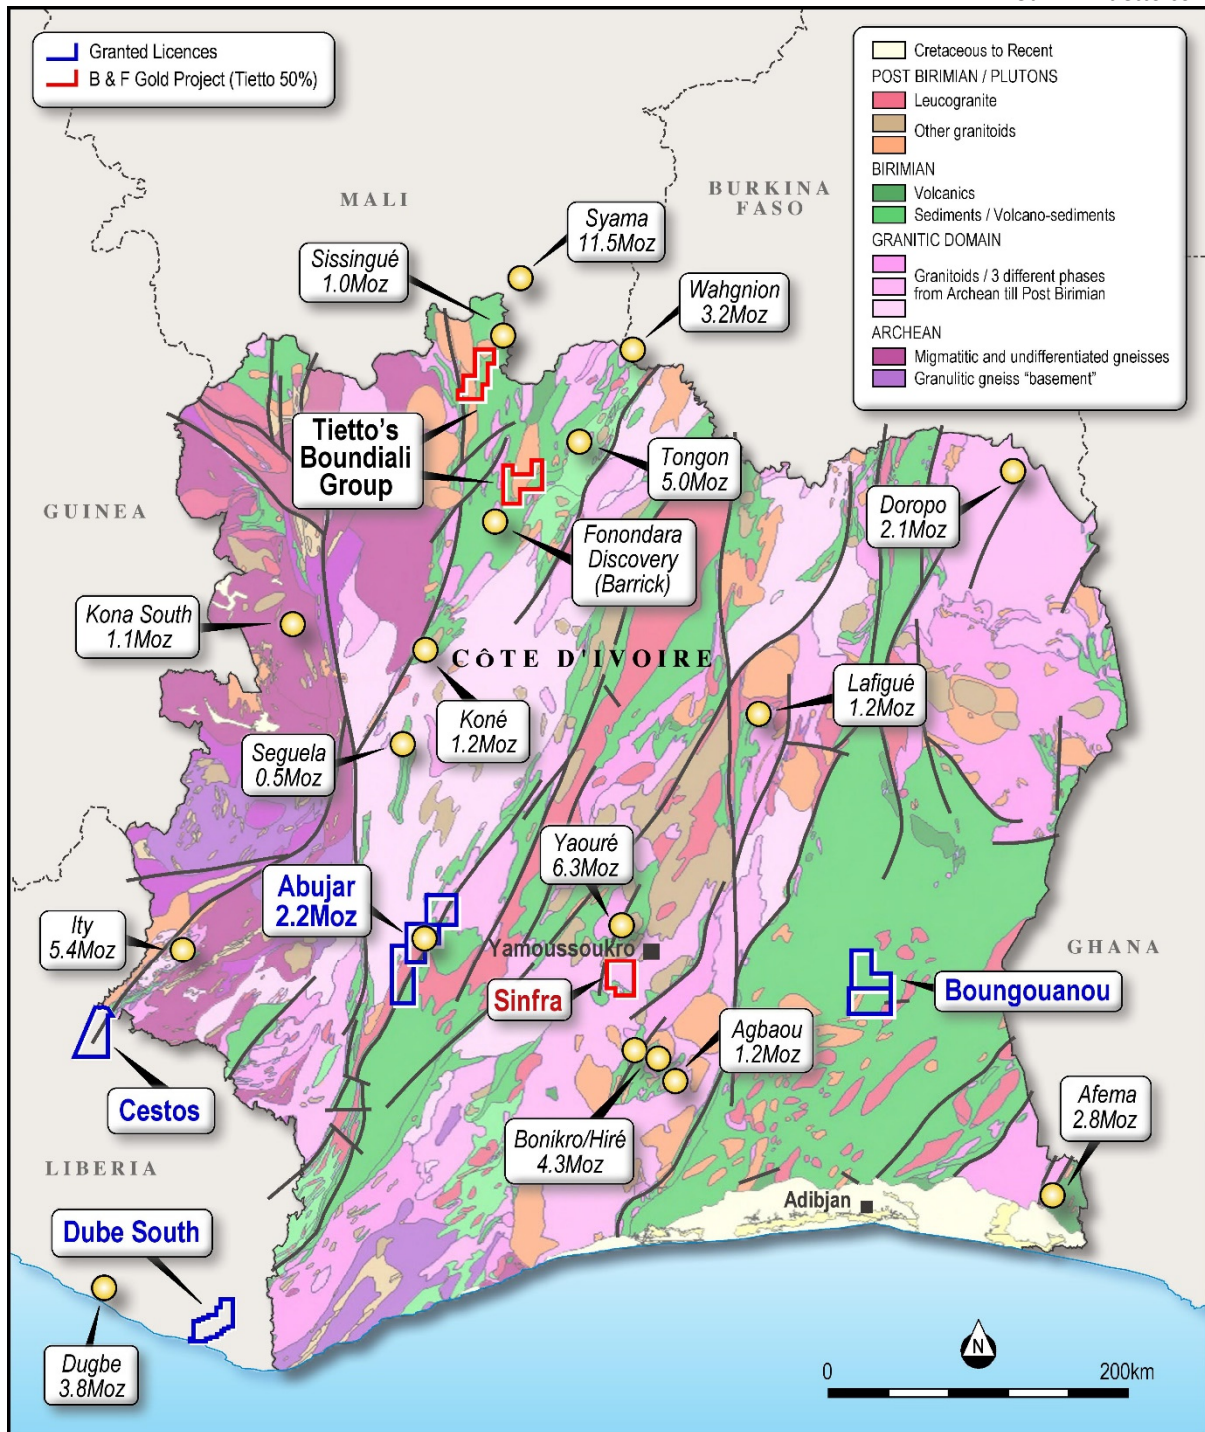 Granted Licences
B & F Gold Project (Tietto 50%)
Cretaceous to Recent
POST BIRIMIAN / PLUTONS
Leucogranite
Other granitoids
BIRIMIAN
Volcanics
Sediments / Volcano-sediments
GRANITIC DOMAIN
Granitoids / 3 different phases
from Archean till Post Birimian
ARCHEAN
Migmatitic and undifferentiated gneisses
Granulitic gneiss “basement”
MALI
BURKINA
FASO
Syama
11.5Moz
Sissingué
1.0Moz
Wahgnion
3.2Moz
Tietto's
Boundiali
Group
Tongon
5.0Moz
Doropo
2.1Moz
GUINEA
Fonondara
Discovery
(Barrick)
Kona South
1.1Moz
CÔTE D'IVOIRE
Koné
1.2Moz
Lafigué
1.2Moz
Seguela
0.5Moz
Yaouré
6.3Moz
Abujar
2.2Moz
Ity
5.4Moz
Yamoussoukro
GHANA
Sinfra
Boungouanou
Agbaou
1.2Moz
Cestos
Bonikro/Hiré
4.3Moz
Afema
2.8Moz
LIBERIA
Adibjan
Dube South
Dugbe
3.8Moz
N
0 200km